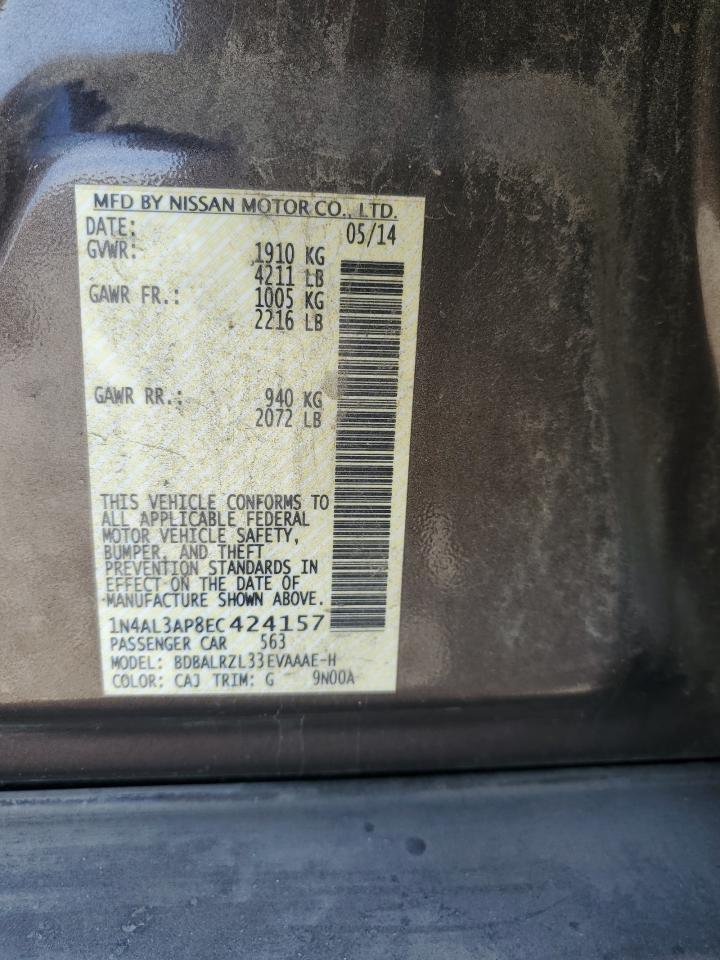 MFD BY NISSAN MOTOR CO., LTD.
DATE: 05/14
GVWR: 1910 KG
4211 LB
GAWR FR.: 1005 KG
2216 LB
GAWR RR.: 940 KG
2072 LB
THIS VEHICLE CONFORMS TO
ALL APPLICABLE FEDERAL
MOTOR VEHICLE SAFETY,
BUMPER, AND THEFT
PREVENTION STANDARDS IN
EFFECT ON THE DATE OF
MANUFACTURE SHOWN ABOVE.
1N4AL3AP8EC424157
PASSENGER CAR 563
MODEL: BDBALRZL33EVAAAE-H
COLOR: CAJ TRIM: G 9N00A